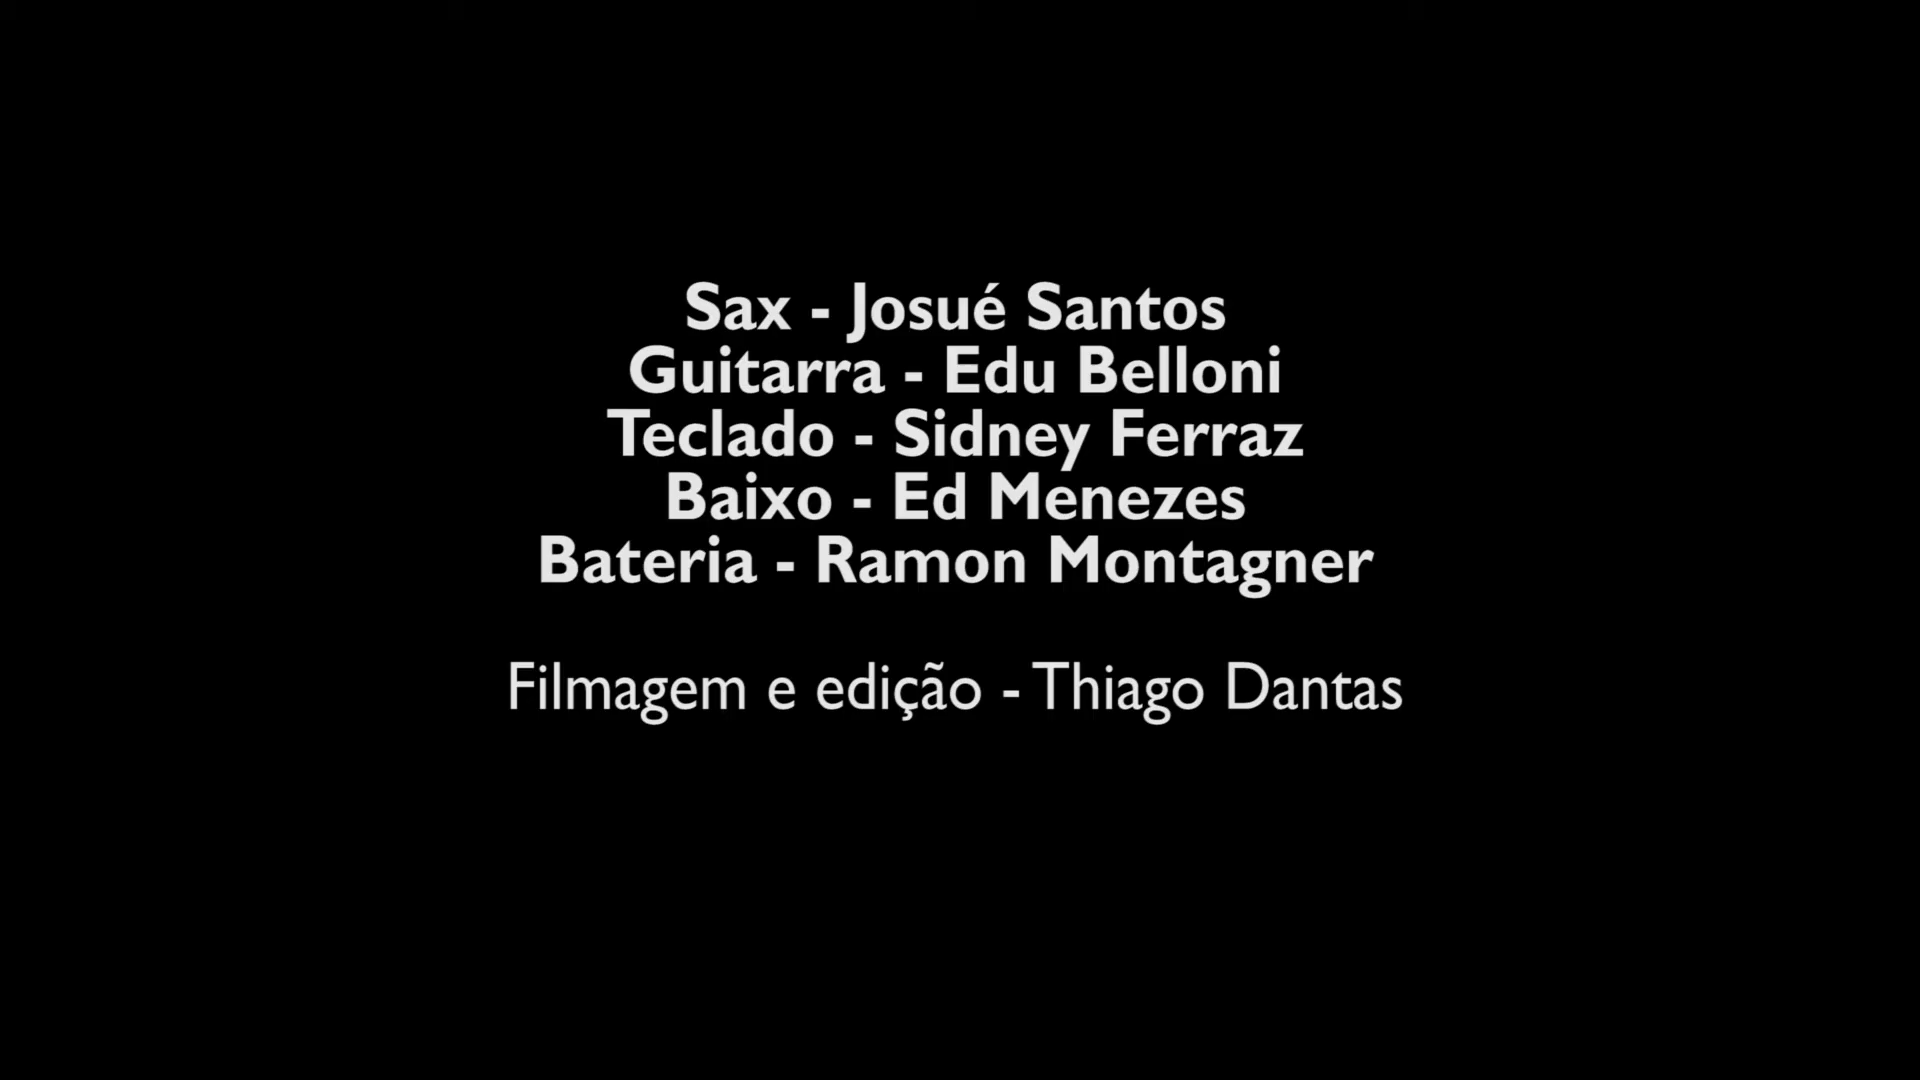 Sax - Josué Santos
Guitarra - Edu Belloni
Teclado - Sidney Ferraz
Baixo - Ed Menezes
Bateria - Ramon Montagner
Filmagem e edição - Thiago Dantas